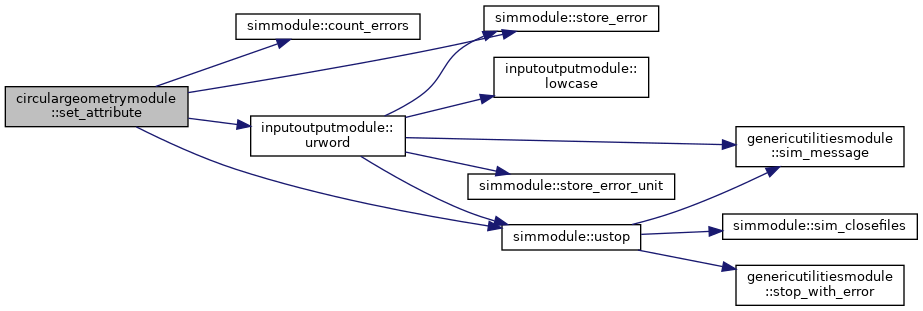 circulargeometrymodule
::set_attribute
simmodule::count_errors
simmodule::store_error
inputoutputmodule::
urword
inputoutputmodule::
lowcase
genericutilitiesmodule
::sim_message
simmodule::store_error_unit
simmodule::ustop
simmodule::sim_closefiles
genericutilitiesmodule
::stop_with_error